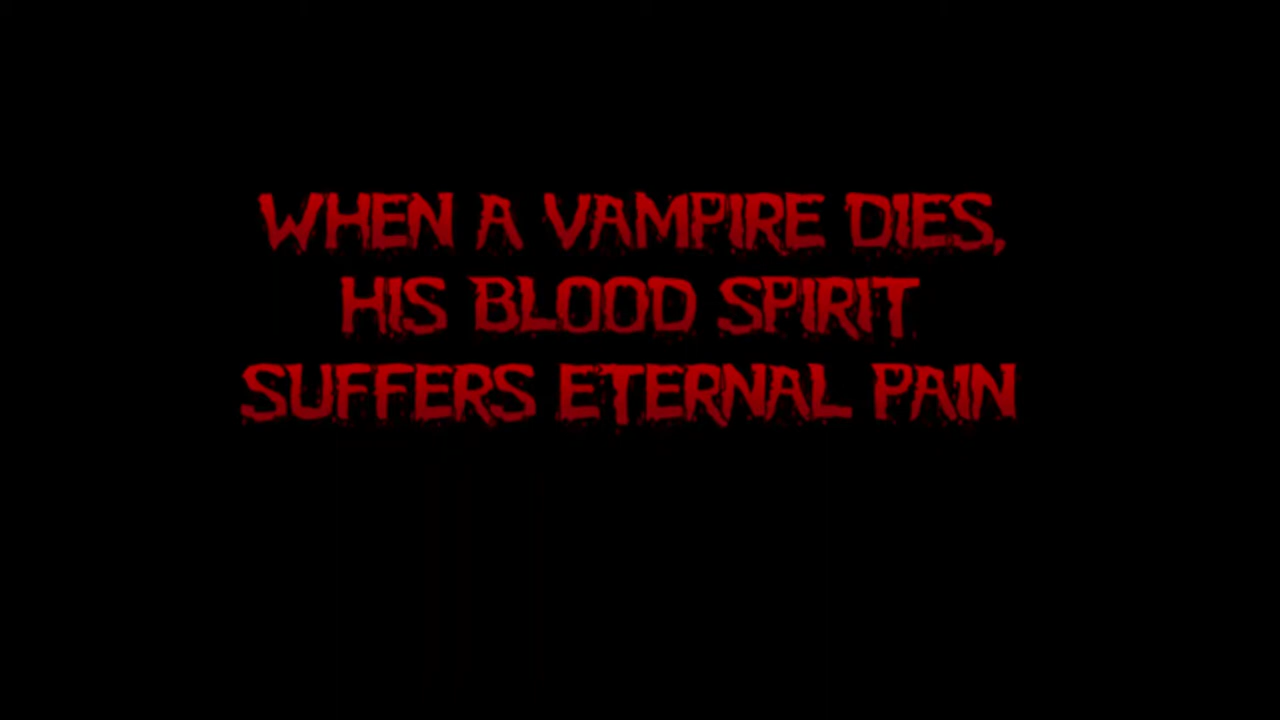 WHEN A VAMPIRE DIES,
HIS BLOOD SPIRIT
SUFFERS ETERNAL PAIN